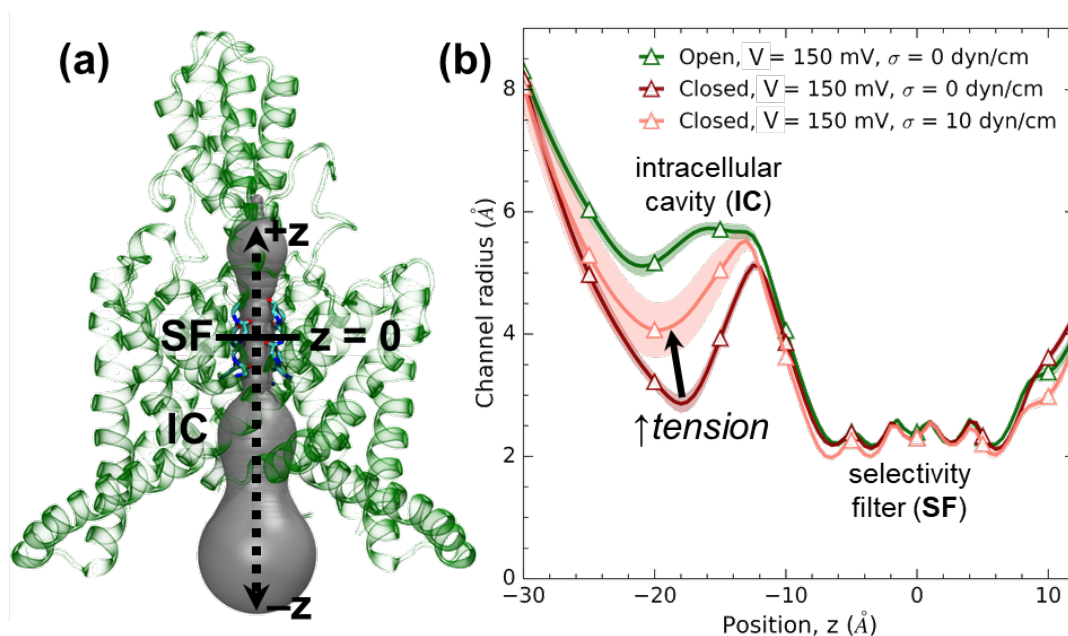 (a)
+z
SF
z = 0
IC
–z
(b)
Open, V = 150 mV, σ = 0 dyn/cm
Closed, V = 150 mV, σ = 0 dyn/cm
Closed, V = 150 mV, σ = 10 dyn/cm
intracellular
cavity (IC)
↑tension
selectivity
filter (SF)
Channel radius (Å)
8
6
4
2
0
−30
−20
−10
0
10
Position, z (Å)